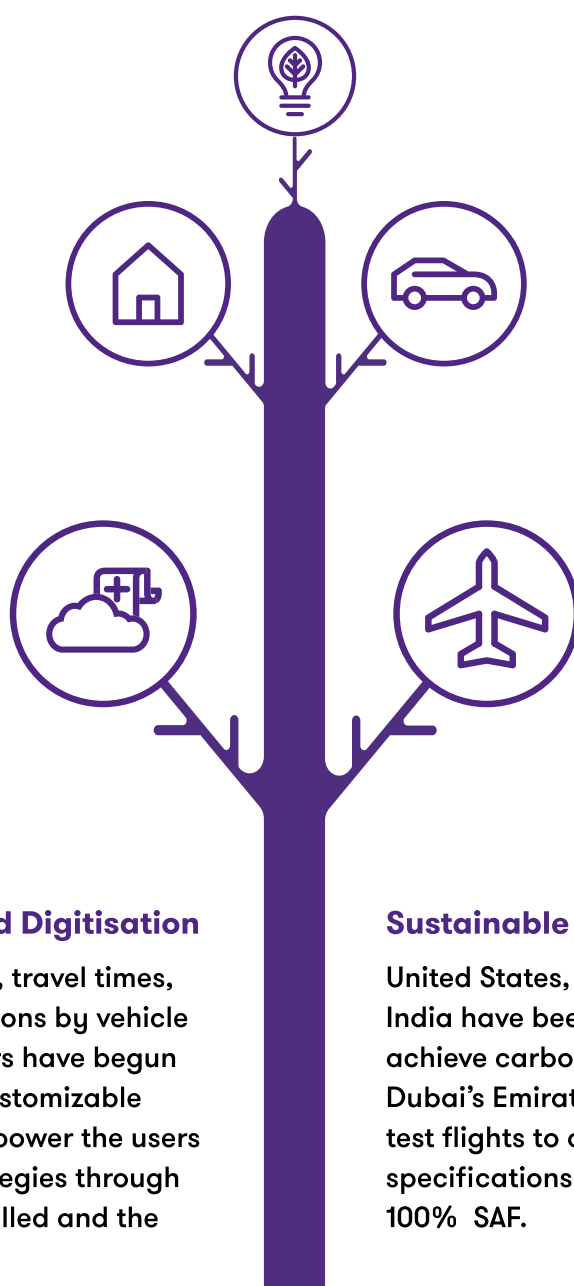 d Digitisation
, travel times,
ons by vehicle
rs have begun
stomizable
power the users
egies through
lled and the
Sustainable
United States,
India have bee
achieve carbo
Dubai’s Emirat
test flights to
specifications
100% SAF.